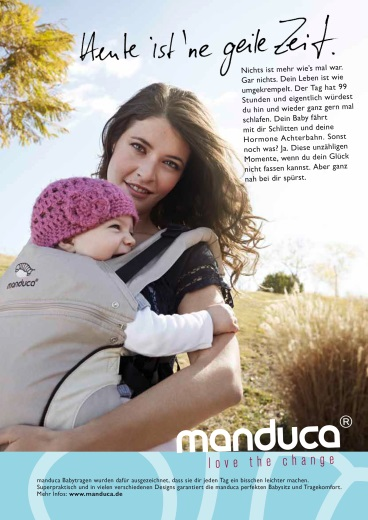 Heute ist 'ne geile Zeit.
Nichts ist mehr wie's mal war.
Gar nichts. Dein Leben ist wie
umgekrempelt. Der Tag hat 99
Stunden und eigentlich würdest
du hin und wieder ganz gern mal
schlafen. Dein Baby fährt
mit dir Schlitten und deine
Hormone Achterbahn. Sonst
noch was? Ja. Diese unzähligen
Momente, wenn du dein Glück
nicht fassen kannst. Aber ganz
nah bei dir spürst.
manduca®
manduca®
love the change
manduca Babytragen wurden dafür ausgezeichnet, dass sie dir jeden Tag ein bisschen leichter machen.
Superpraktisch und in vielen verschiedenen Designs garantiert die manduca perfekten Babysitz und Tragekomfort.
Mehr Infos: www.manduca.de